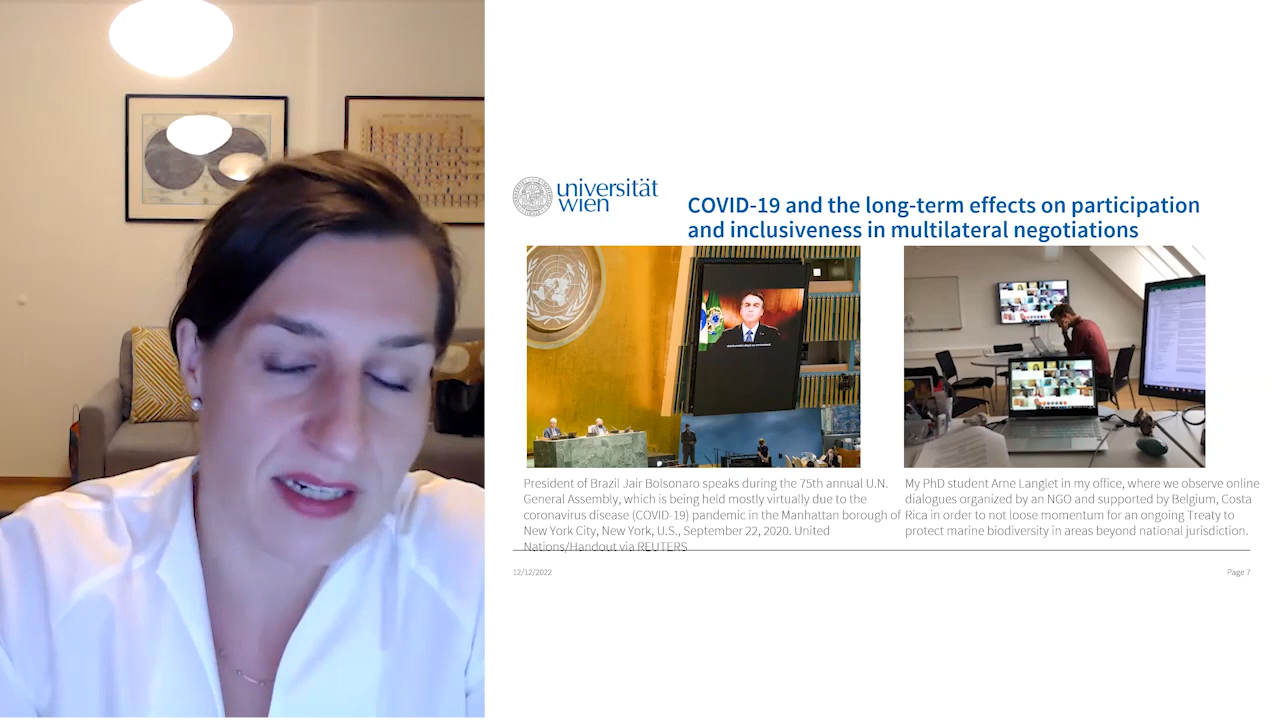 universität
wien
COVID-19 and the long-term effects on participation
and inclusiveness in multilateral negotiations
President of Brazil Jair Bolsonaro speaks during the 75th annual U.N.
General Assembly, which is being held mostly virtually due to the
coronavirus disease (COVID-19) pandemic in the Manhattan borough of
New York City, New York, U.S., September 22, 2020. United
Nations/Handout via REUTERS
My PhD student Arne Langlet in my office, where we observe online
dialogues organized by an NGO and supported by Belgium, Costa
Rica in order to not loose momentum for an ongoing Treaty to
protect marine biodiversity in areas beyond national jurisdiction.
12/12/2022
Page 7